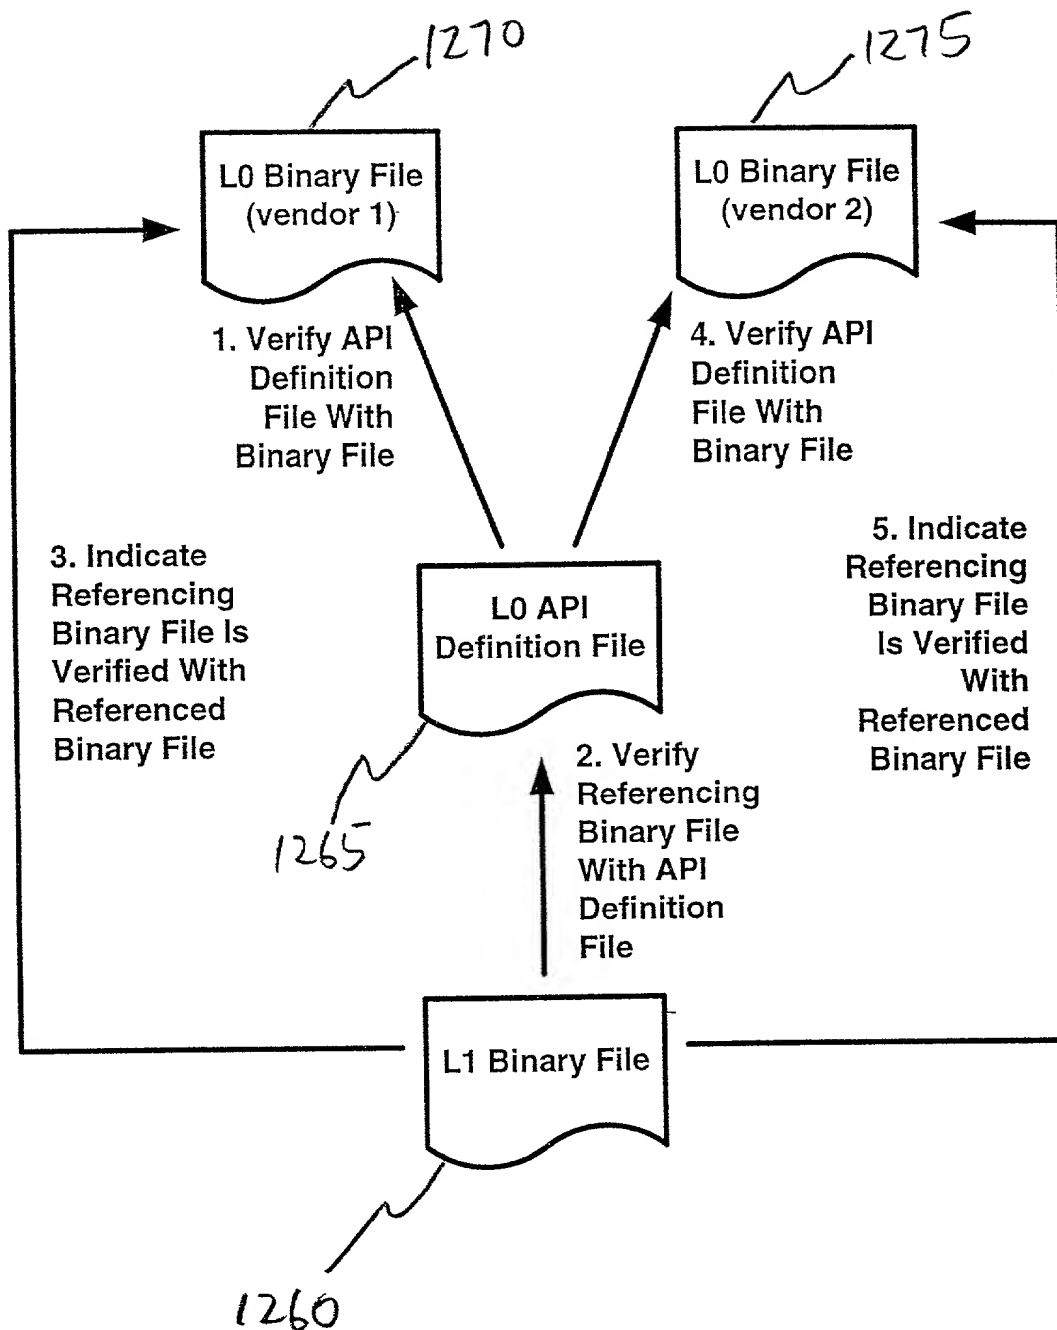 1270
1275
L0 Binary File
(vendor 1)
L0 Binary File
(vendor 2)
1. Verify API
Definition
File With
Binary File
4. Verify API
Definition
File With
Binary File
3. Indicate
Referencing
Binary File Is
Verified With
Referenced
Binary File
L0 API
Definition File
5. Indicate
Referencing
Binary File
Is Verified
With
Referenced
Binary File
1265
2. Verify
Referencing
Binary File
With API
Definition
File
L1 Binary File
1260